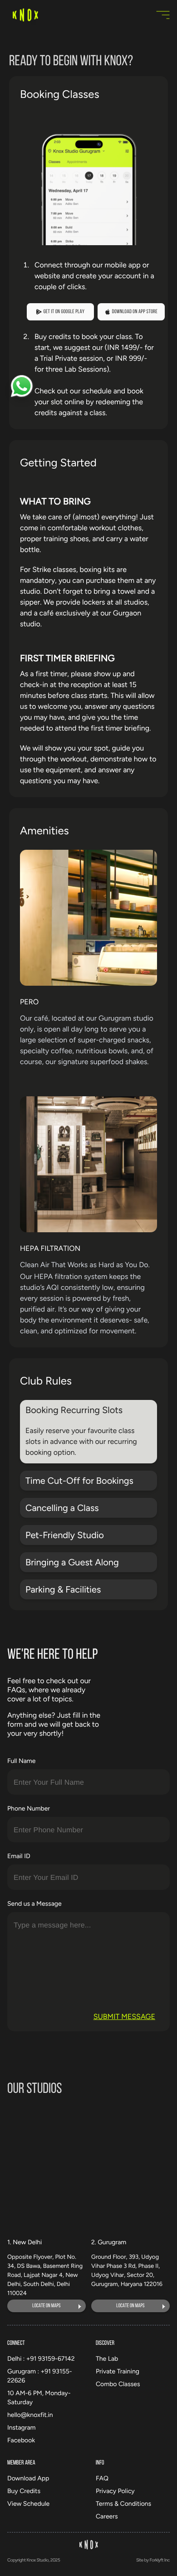 KNOX
READY TO BEGIN WITH KNOX?
Booking Classes
Knox Studio Gurugram
Classes
Appointments
17
Wednesday, April 17
1. Connect through our mobile app or
website and create your account in a
couple of clicks.
GET IT ON GOOGLE PLAY
DOWNLOAD ON APP STORE
2. Buy credits to book your class. To
start, we suggest our (INR 1499/- for
a Trial Private session, or INR 999/-
for three Lab Sessions).
Check out our schedule and book
your slot online by redeeming the
credits against a class.
Getting Started
WHAT TO BRING
We take care of (almost) everything! Just
come in comfortable workout clothes,
proper training shoes, and carry a water
bottle.
For Strike classes, boxing kits are
mandatory, you can purchase them at any
studio. Don't forget to bring a towel and a
sipper. We provide lockers at all studios,
and a café exclusively at our Gurgaon
studio.
FIRST TIMER BRIEFING
As a first timer, please show up and
check-in at the reception at least 15
minutes before class starts. This will allow
us to welcome you, answer any questions
you may have, and give you the time
needed to attend the first timer briefing.
We will show you your spot, guide you
through the workout, demonstrate how to
use the equipment, and answer any
questions you may have.
Amenities
PERO
Our café, located at our Gurugram studio
only, is open all day long to serve you a
large selection of super-charged snacks,
specialty coffee, nutritious bowls, and, of
course, our signature superfood shakes.
HEPA FILTRATION
Clean Air That Works as Hard as You Do.
Our HEPA filtration system keeps the
studio's AQI consistently low, ensuring
every session is powered by fresh,
purified air. It's our way of giving your
body the environment it deserves- safe,
clean, and optimized for movement.
Club Rules
Booking Recurring Slots
Easily reserve your favourite class
slots in advance with our recurring
booking option.
Time Cut-Off for Bookings
Cancelling a Class
Pet-Friendly Studio
Bringing a Guest Along
Parking & Facilities
WE'RE HERE TO HELP
Feel free to check out our
FAQs, where we already
cover a lot of topics.
Anything else? Just fill in the
form and we will get back to
your very shortly!
Full Name
Enter Your Full Name
Phone Number
Enter Phone Number
Email ID
Enter Your Email ID
Send us a Message
Type a message here...
SUBMIT MESSAGE
OUR STUDIOS
1. New Delhi
Opposite Flyover, Plot No.
34, DS Bawa, Basement Ring
Road, Lajpat Nagar 4, New
Delhi, South Delhi, Delhi
110024
LOCATE ON MAPS
2. Gurugram
Ground Floor, 393, Udyog
Vihar Phase 3 Rd, Phase II,
Udyog Vihar, Sector 20,
Gurugram, Haryana 122016
LOCATE ON MAPS
CONNECT
Delhi : +91 93159-67142
Gurugram : +91 93155-
22626
10 AM-6 PM, Monday-
Saturday
hello@knoxfit.in
Instagram
Facebook
DISCOVER
The Lab
Private Training
Combo Classes
MEMBER AREA
Download App
Buy Credits
View Schedule
INFO
FAQ
Privacy Policy
Terms & Conditions
Careers
KNOX
Copyright Knox Studio, 2025
Site by FoMyft Inc